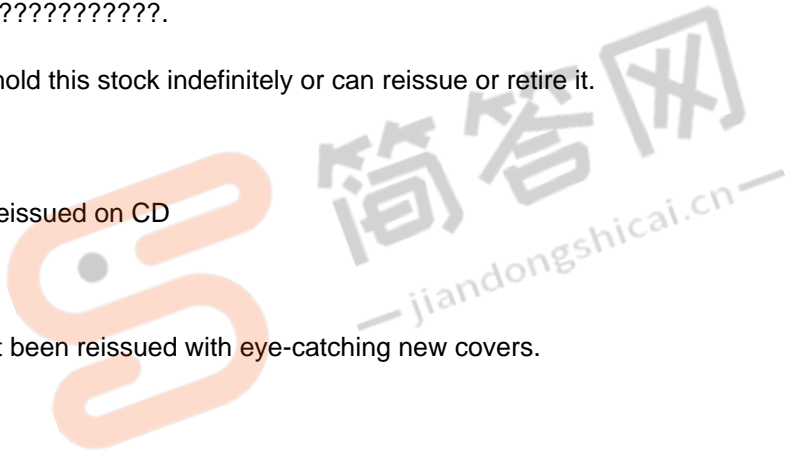 ???????????.
hold this stock indefinitely or can reissue or retire it.
简答网
jiandongshicai.cn
eissued on CD
t been reissued with eye-catching new covers.